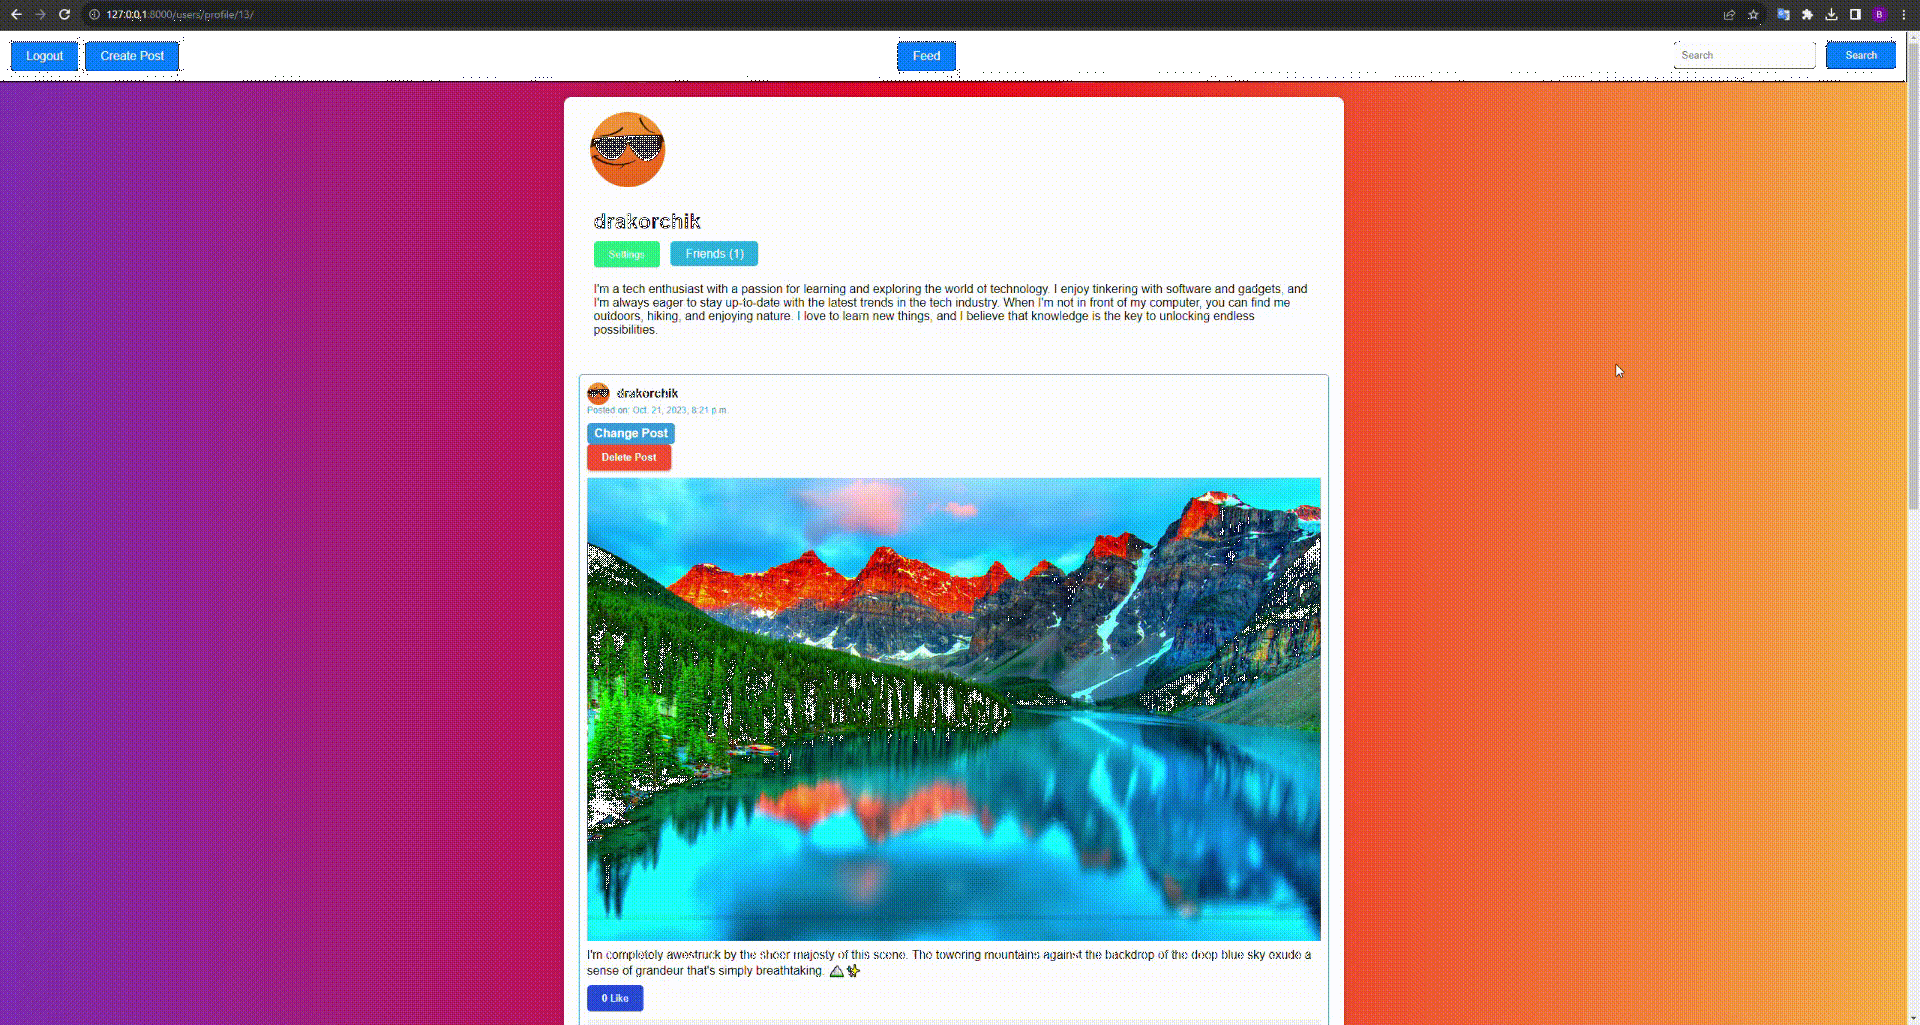 127.0.0.1:8000/users/profile/13/
B
Logout
Create Post
Feed
Search
Search
drakorchik
Settings
Friends (1)
I'm a tech enthusiast with a passion for learning and exploring the world of technology. I enjoy tinkering with software and gadgets, and
I'm always eager to stay up-to-date with the latest trends in the tech industry. When I'm not in front of my computer, you can find me
outdoors, hiking, and enjoying nature. I love to learn new things, and I believe that knowledge is the key to unlocking endless
possibilities.
drakorchik
Posted on: Oct. 21, 2023, 8:21 p.m.
Change Post
Delete Post
I'm completely awestruck by the sheer majesty of this scene. The towering mountains against the backdrop of the deep blue sky exude a
sense of grandeur that's simply breathtaking. 🏔️✨
0 Like